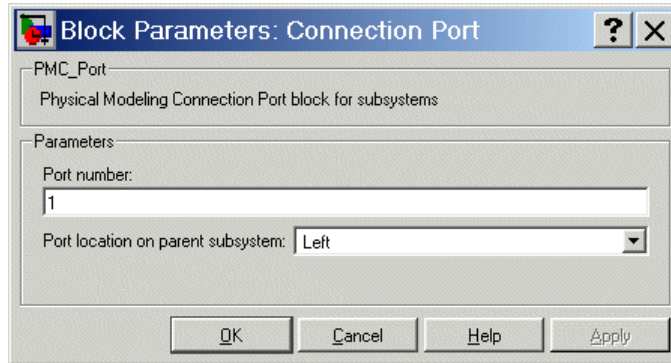 Block Parameters: Connection Port
PMC_Port
Physical Modeling Connection Port block for subsystems
Parameters
Port number:
1
Port location on parent subsystem: Left
OK Cancel Help Apply